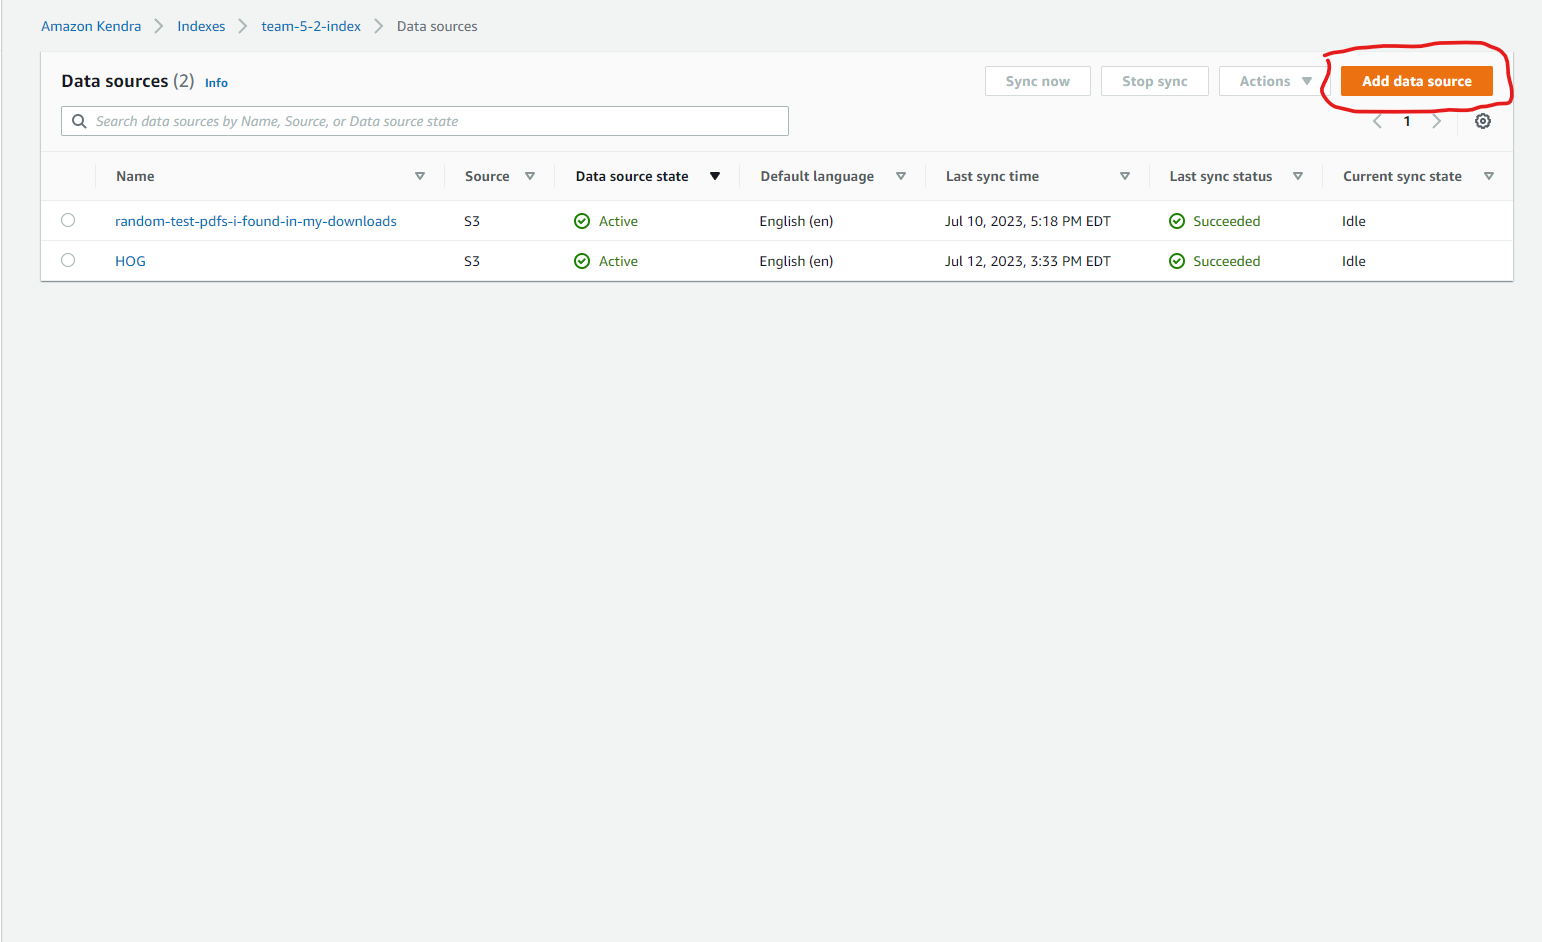 Amazon Kendra Indexes team-5-2-index Data sources
Data sources (2) Info Sync now Stop sync Actions Add data source
Search data sources by Name, Source, or Data source state 1
Name Source Data source state Default language Last sync time Last sync status Current sync state
random-test-pdfs-i-found-in-my-downloads S3 Active English (en) Jul 10, 2023, 5:18 PM EDT Succeeded Idle
HOG S3 Active English (en) Jul 12, 2023, 3:33 PM EDT Succeeded Idle